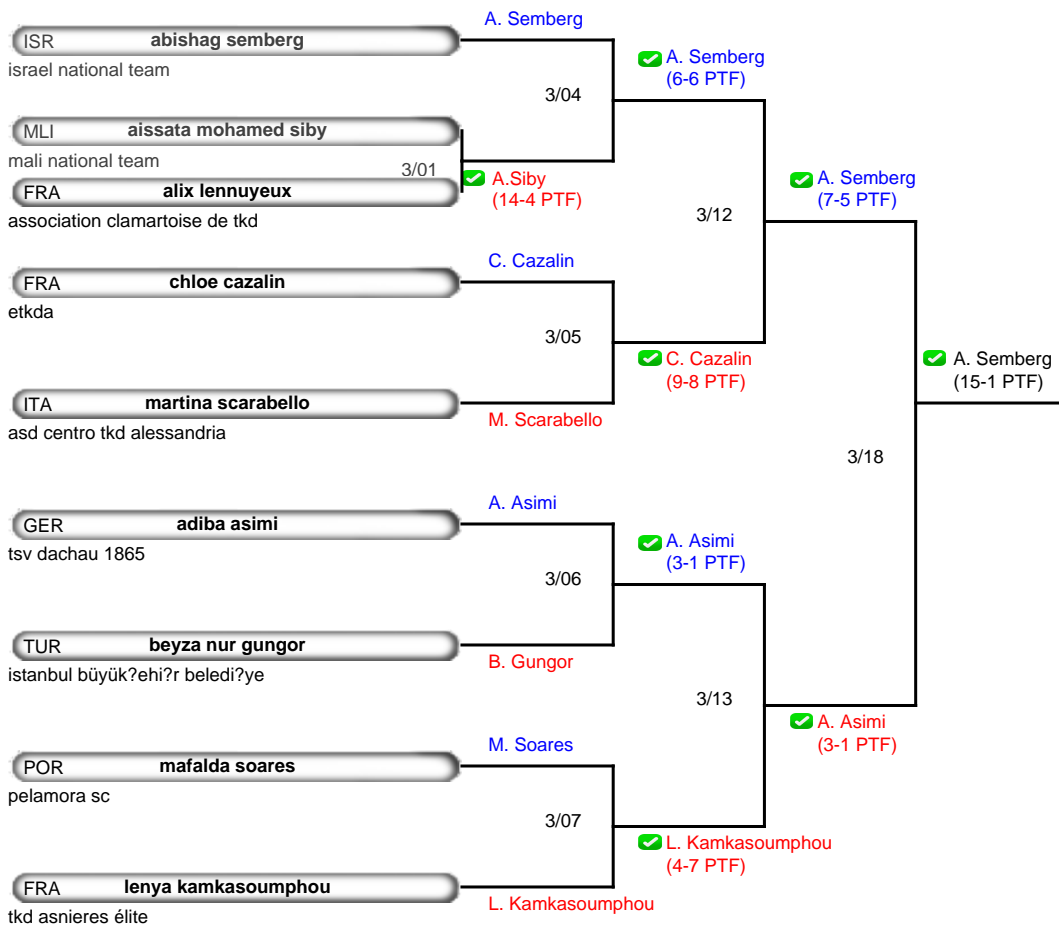 A. Semberg
ISR abishag semberg
israel national team
A. Semberg
(6-6 PTF)
3/04
MLI aissata mohamed siby
mali national team
3/01
A.Siby
(14-4 PTF)
FRA alix lennuyeux
association clamartoise de tkd
A. Semberg
(7-5 PTF)
3/12
C. Cazalin
FRA chloe cazalin
etkda
3/05
C. Cazalin
(9-8 PTF)
A. Semberg
(15-1 PTF)
ITA martina scarabello
asd centro tkd alessandria
M. Scarabello
3/18
A. Asimi
GER adiba asimi
tsv dachau 1865
A. Asimi
(3-1 PTF)
3/06
TUR beyza nur gungor
istanbul büyük?ehi?r beledi?ye
B. Gungor
3/13
A. Asimi
(3-1 PTF)
M. Soares
POR mafalda soares
pelamora sc
3/07
L. Kamkasoumphou
(4-7 PTF)
FRA lenya kamkasoumphou
tkd asnieres élite
L. Kamkasoumphou